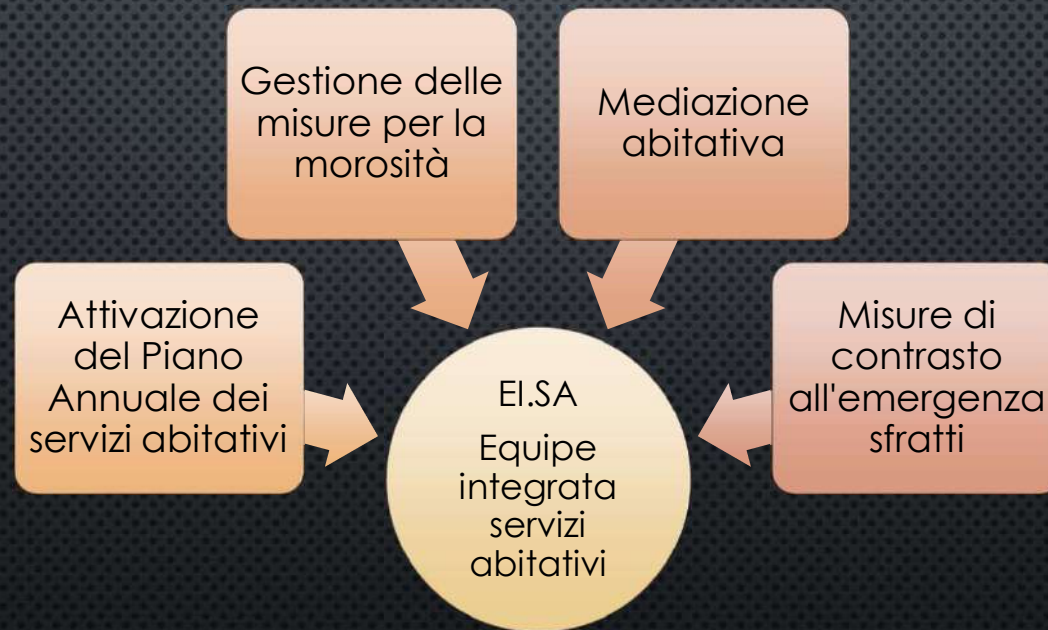 Gestione delle
misure per la
morosità
Mediazione
abitativa
Attivazione
del Piano
Annuale dei
servizi abitativi
Misure di
contrasto
all'emergenza
sfratti
EI.SA
Equipe
integrata
servizi
abitativi